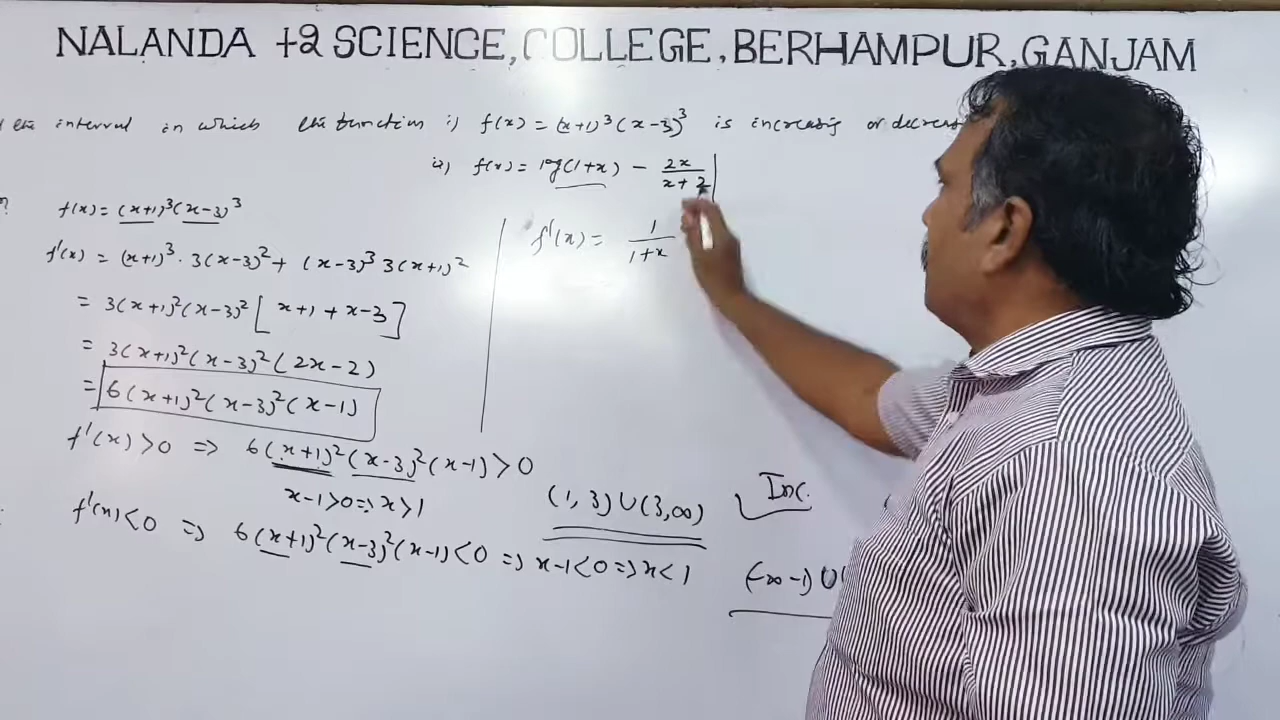 NALANDA +2 SCIENCE, COLLEGE, BERHAMPUR, GANJAM
the interval in which the function i) f(x) = (x+1)³(x-3)³ is increasing or decreas
ii) f(x) = log(1+x) - 2x/(x+2)
f(x) = (x+1)³(x-3)³
f'(x) = (x+1)³ · 3(x-3)² + (x-3)³ 3(x+1)²
= 3(x+1)²(x-3)² [x+1 + x-3]
= 3(x+1)²(x-3)²(2x-2)
= 6(x+1)²(x-3)²(x-1)
f'(x) > 0 => 6(x+1)²(x-3)²(x-1) > 0
x-1>0 => x>1
(1, 3)∪(3,∞) Inc.
f'(x) < 0 => 6(x+1)²(x-3)²(x-1) < 0 => x-1<0 => x<1
(-∞ -1) ∪
f'(x) = 1/(1+x)